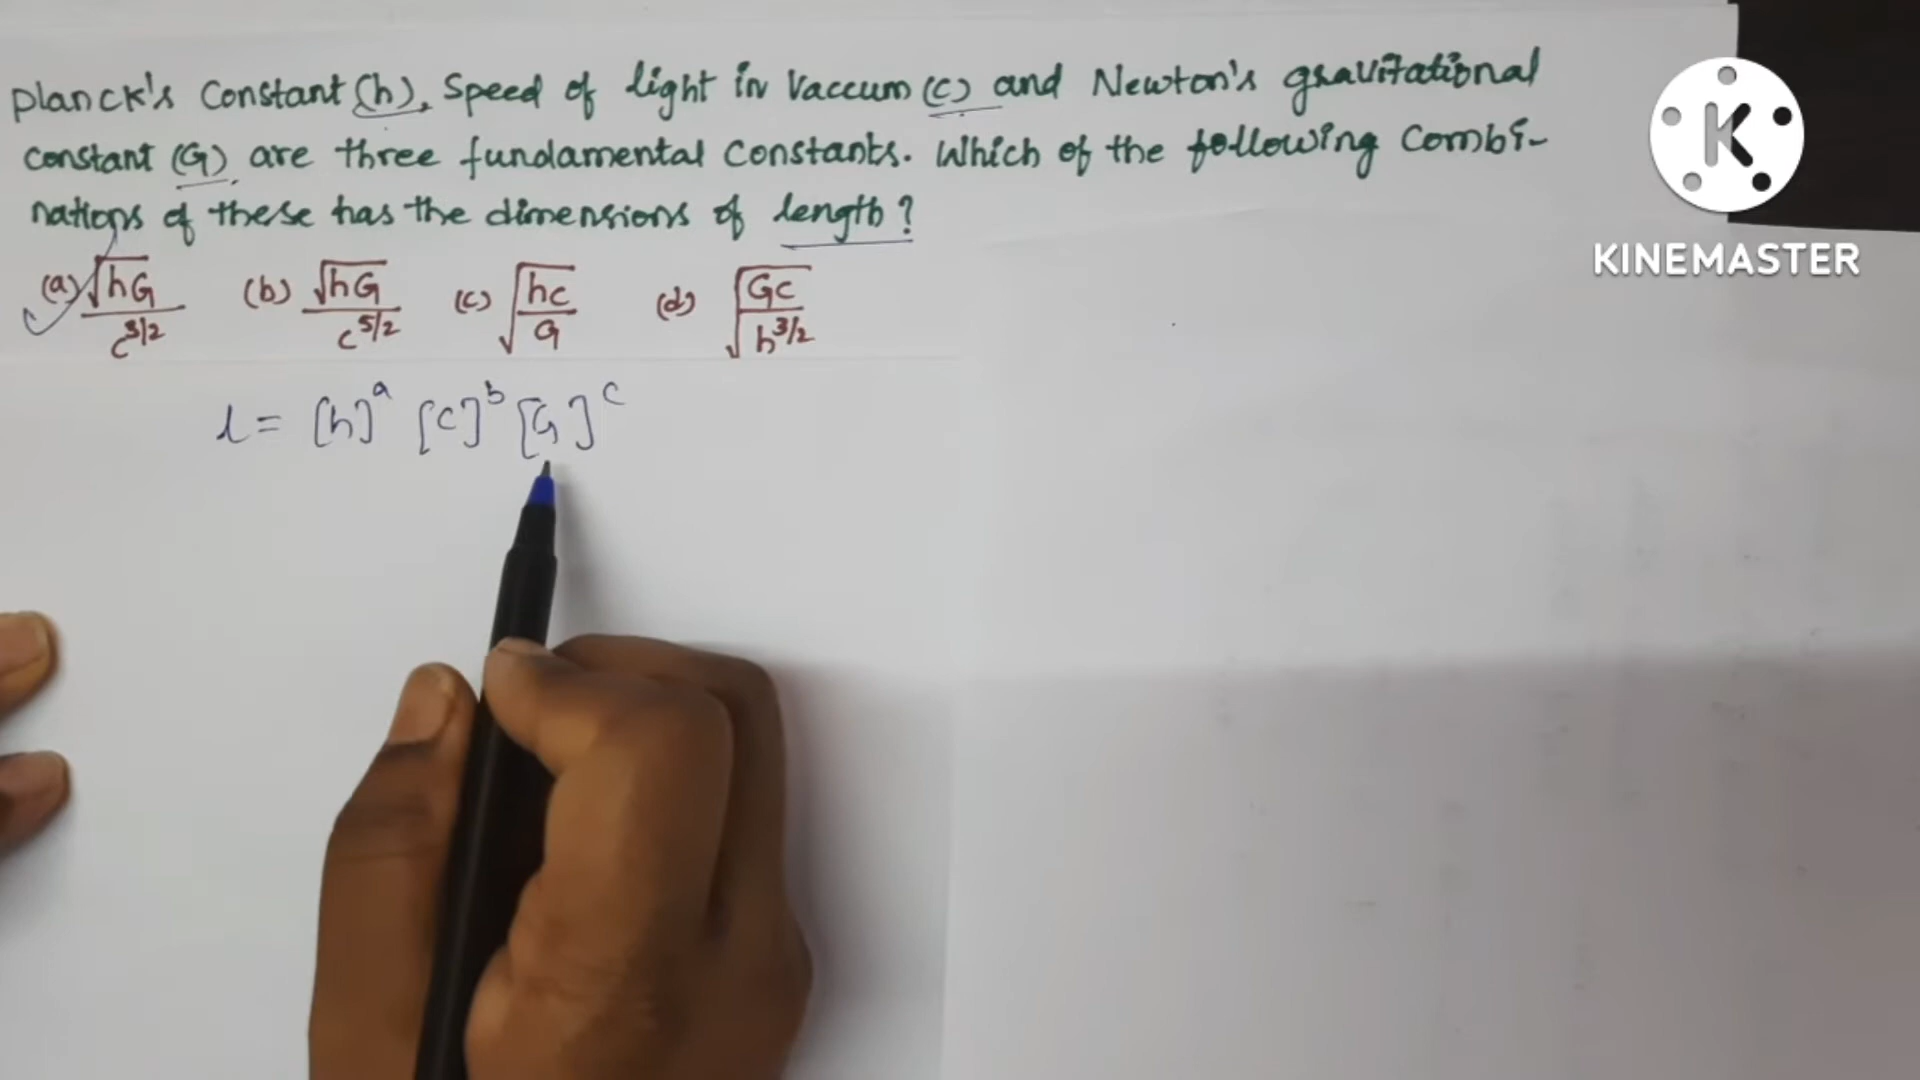 Planck's Constant (h), Speed of light in Vaccum (c) and Newton's gravitational
constant (G) are three fundamental Constants. Which of the following Combi-
nations of these has the dimensions of length?
(a) √hG / c^3/2 (b) √hG / c^5/2 (c) √(hc / G) (d) √(Gc / h^3/2)
l = [h]^a [c]^b [G]^c
K
KINEMASTER